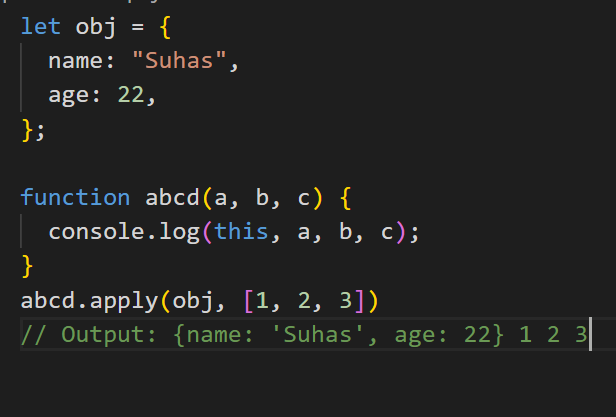 let obj = {
  name: "Suhas",
  age: 22,
};

function abcd(a, b, c) {
  console.log(this, a, b, c);
}
abcd.apply(obj, [1, 2, 3])
// Output: {name: 'Suhas', age: 22} 1 2 3